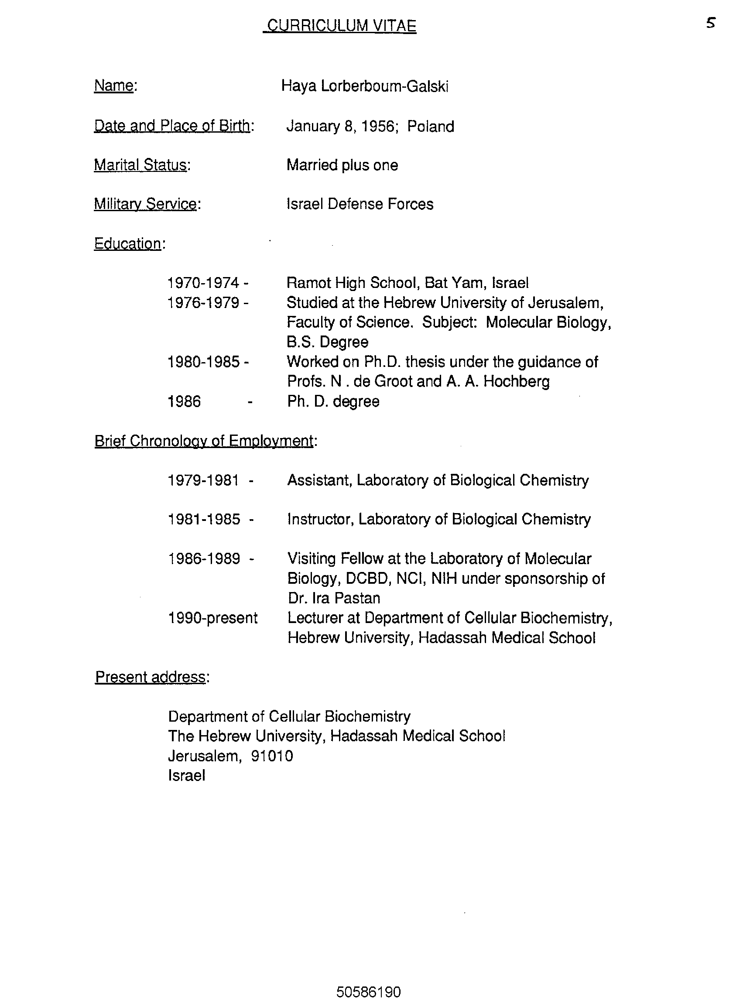 CURRICULUM VITAE
5
Name: Haya Lorberboum-Galski
Date and Place of Birth: January 8, 1956; Poland
Marital Status: Married plus one
Military Service: Israel Defense Forces
Education:
1970-1974 - Ramot High School, Bat Yam, Israel
1976-1979 - Studied at the Hebrew University of Jerusalem,
Faculty of Science. Subject: Molecular Biology,
B.S. Degree
1980-1985 - Worked on Ph.D. thesis under the guidance of
Profs. N . de Groot and A. A. Hochberg
1986 - Ph. D. degree
Brief Chronology of Employment:
1979-1981 - Assistant, Laboratory of Biological Chemistry
1981-1985 - Instructor, Laboratory of Biological Chemistry
1986-1989 - Visiting Fellow at the Laboratory of Molecular
Biology, DCBD, NCI, NIH under sponsorship of
Dr. Ira Pastan
1990-present Lecturer at Department of Cellular Biochemistry,
Hebrew University, Hadassah Medical School
Present address:
Department of Cellular Biochemistry
The Hebrew University, Hadassah Medical School
Jerusalem, 91010
Israel
50586190